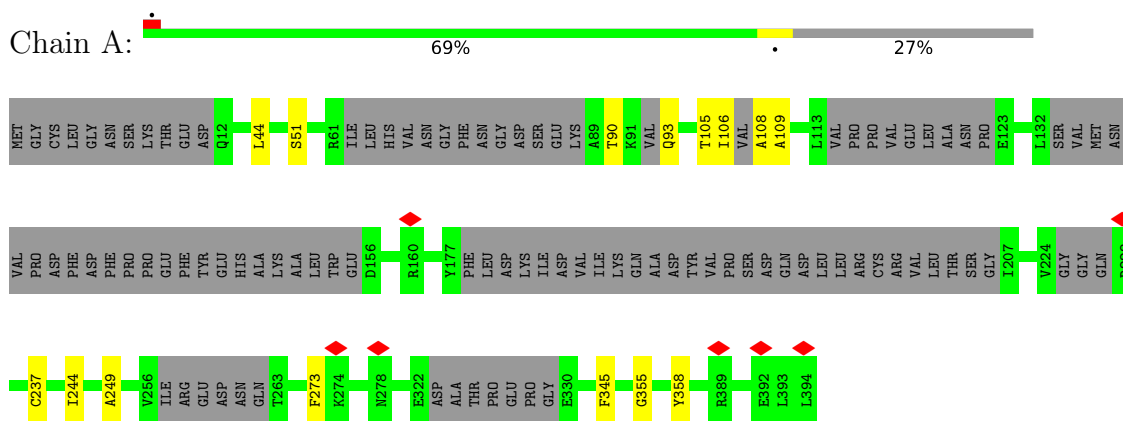 Chain A:
69% • 27%
•
MET GLY CYS LEU GLY ASN SER LYS THR GLU ASP Q12 L44 S51 R61 ILE LEU HIS VAL ASN GLY PHE ASN GLY ASP SER GLU LYS A89 T90 K91 VAL Q93 T105 I106 VAL A108 A109 L113 VAL PRO PRO VAL GLU LEU ALA ASN PRO E123 L132 SER VAL MET ASN
VAL PRO ASP PHE ASP PHE PRO PRO GLU PHE TYR GLU HIS ALA LYS ALA LEU TRP GLU D156 R160 Y177 PHE LEU ASP LYS ILE ASP VAL ILE LYS GLN ALA ASP TYR VAL PRO SER ASP GLN ASP LEU LEU ARG CYS ARG VAL LEU THR SER GLY I207 V224 GLY GLY GLN
C237 I244 A249 V256 ILE ARG GLU ASP ASN GLN T263 F273 K274 N278 E322 ASP ALA THR PRO GLU PRO GLY E330 F345 G355 Y358 R389 E392 L393 L394